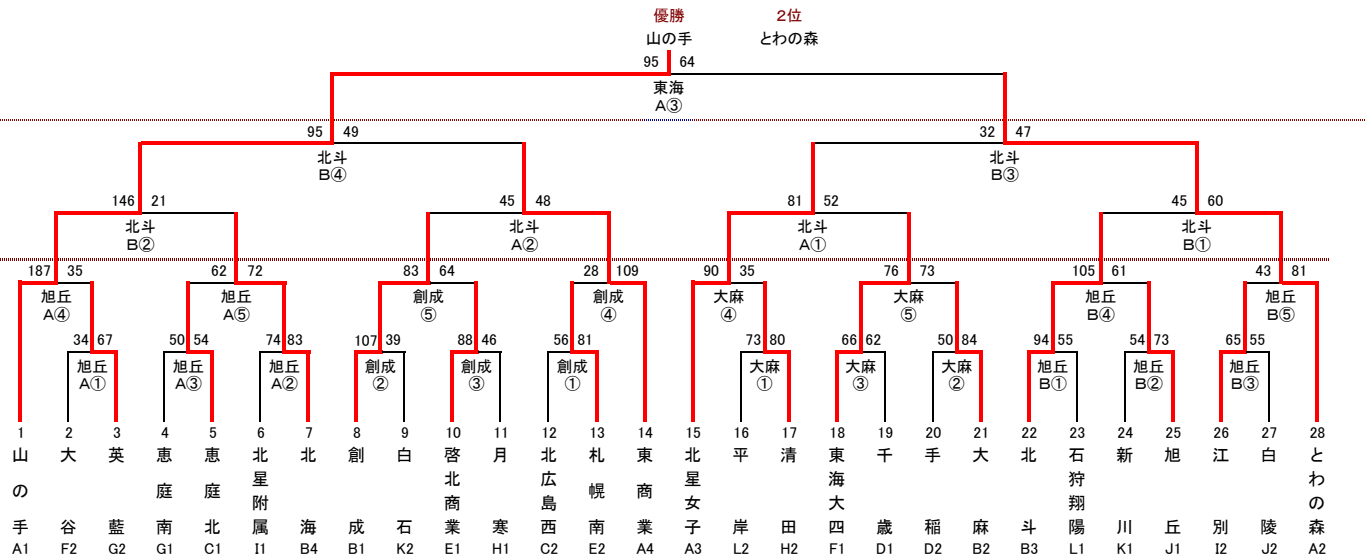 優勝 2位
山の手 とわの森
95 64
東海
A③
95 49 32 47
北斗 北斗
B④ B③
146 21 45 48 81 52 45 60
北斗 北斗 北斗 北斗
B② A② A① B①
187 35 62 72 83 64 28 109 90 35 76 73 105 61 43 81
旭丘 旭丘 創成 創成 大麻 大麻 旭丘 旭丘
A④ A⑤ ⑤ ④ ④ ⑤ B④ B⑤
34 67 50 54 74 83 107 39 88 46 56 81 73 80 66 62 50 84 94 55 54 73 65 55
旭丘 旭丘 旭丘 創成 創成 創成 大麻 大麻 大麻 旭丘 旭丘 旭丘
A① A③ A② ② ③ ① ① ③ ② B① B② B③
1 2 3 4 5 6 7 8 9 10 11 12 13 14 15 16 17 18 19 20 21 22 23 24 25 26 27 28
山の手 大谷 英藍 恵庭南 恵庭北 北星附属 北海 創成 白石 啓北商業 月寒 北広島西 札幌南 東商業 北星女子 平岸 清田 東海大四 千歳 手稲 大麻 北斗 石狩翔陽 新川 旭丘 江別 白陵 とわの森
A1 F2 G2 G1 C1 I1 B4 B1 K2 E1 H1 C2 E2 A4 A3 L2 H2 F1 D1 D2 B2 B3 L1 K1 J1 I2 J2 A2